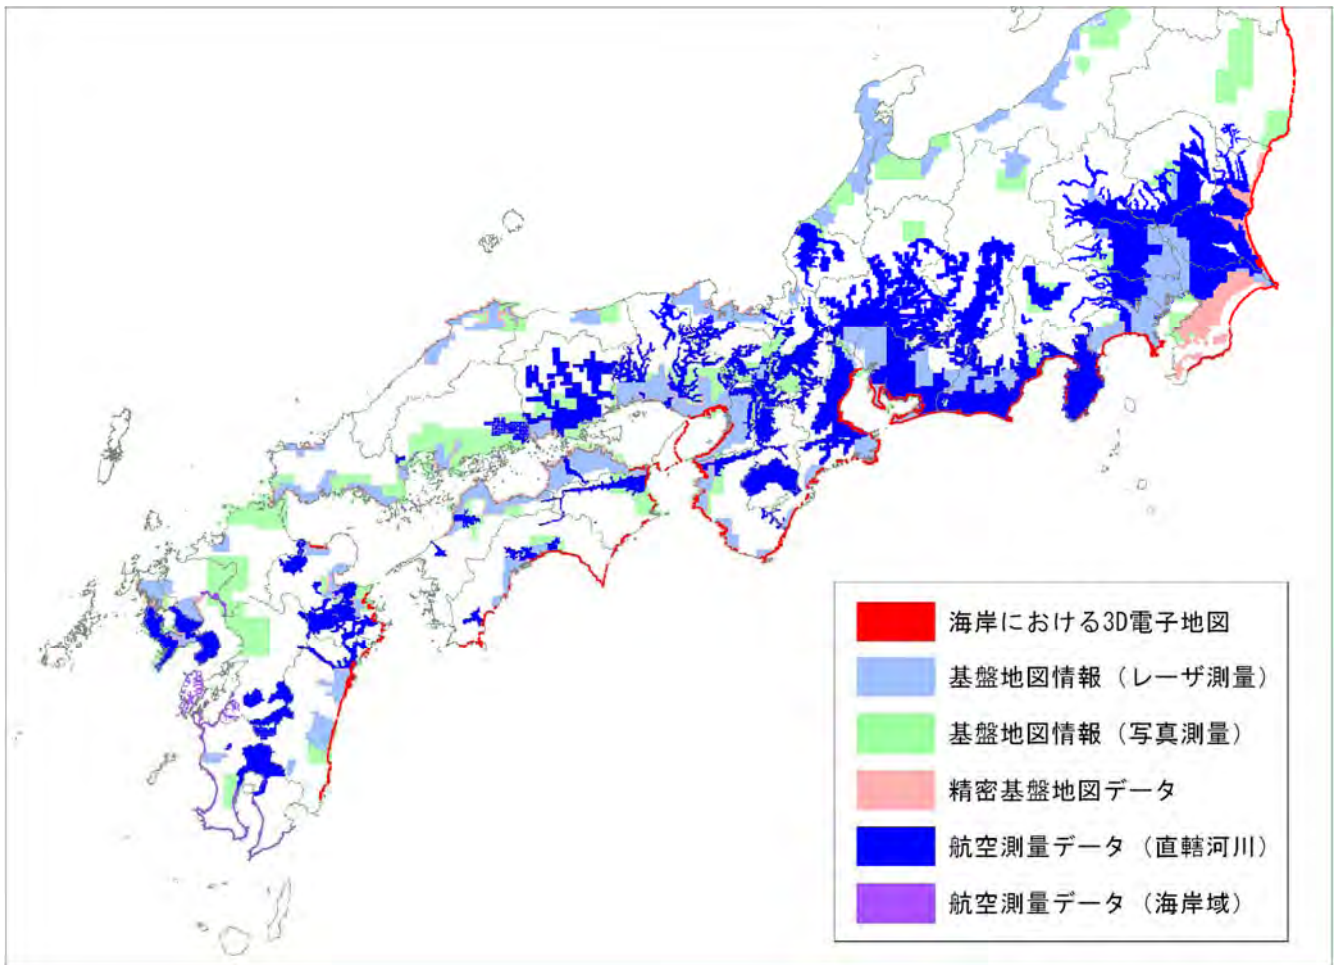 海岸における3D電子地図
基盤地図情報（レーザ測量）
基盤地図情報（写真測量）
精密基盤地図データ
航空測量データ（直轄河川）
航空測量データ（海岸域）